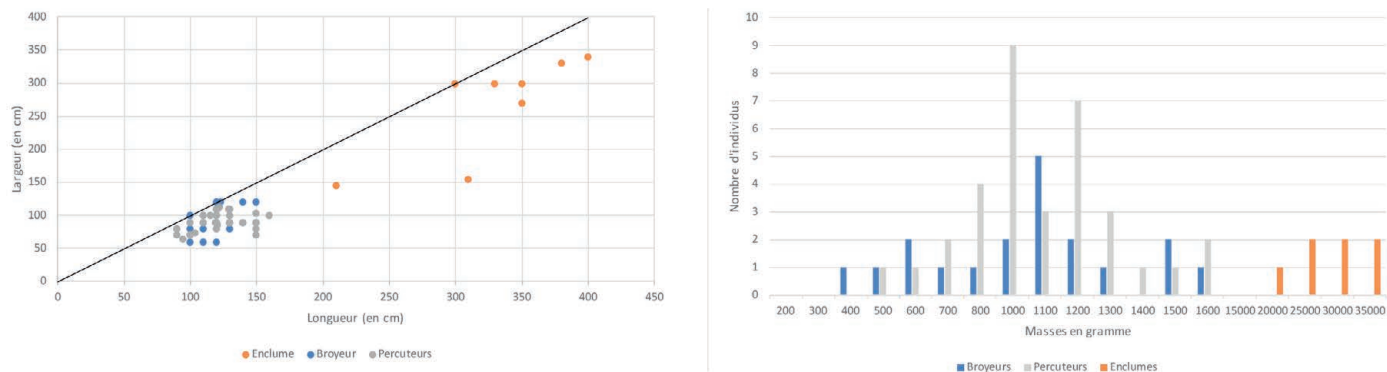 400
350
300
250
200
150
100
50
0
Largeur (en cm)
0 50 100 150 200 250 300 350 400 450
Longueur (en cm)
Enclume Broyeur Percuteurs
10
9
8
7
6
5
4
3
2
1
0
Nombre d'individus
200 300 400 500 600 700 800 1000 1100 1200 1300 1400 1500 1600 15000 20000 25000 30000 35000
Masses en gramme
Broyeurs Percuteurs Enclumes